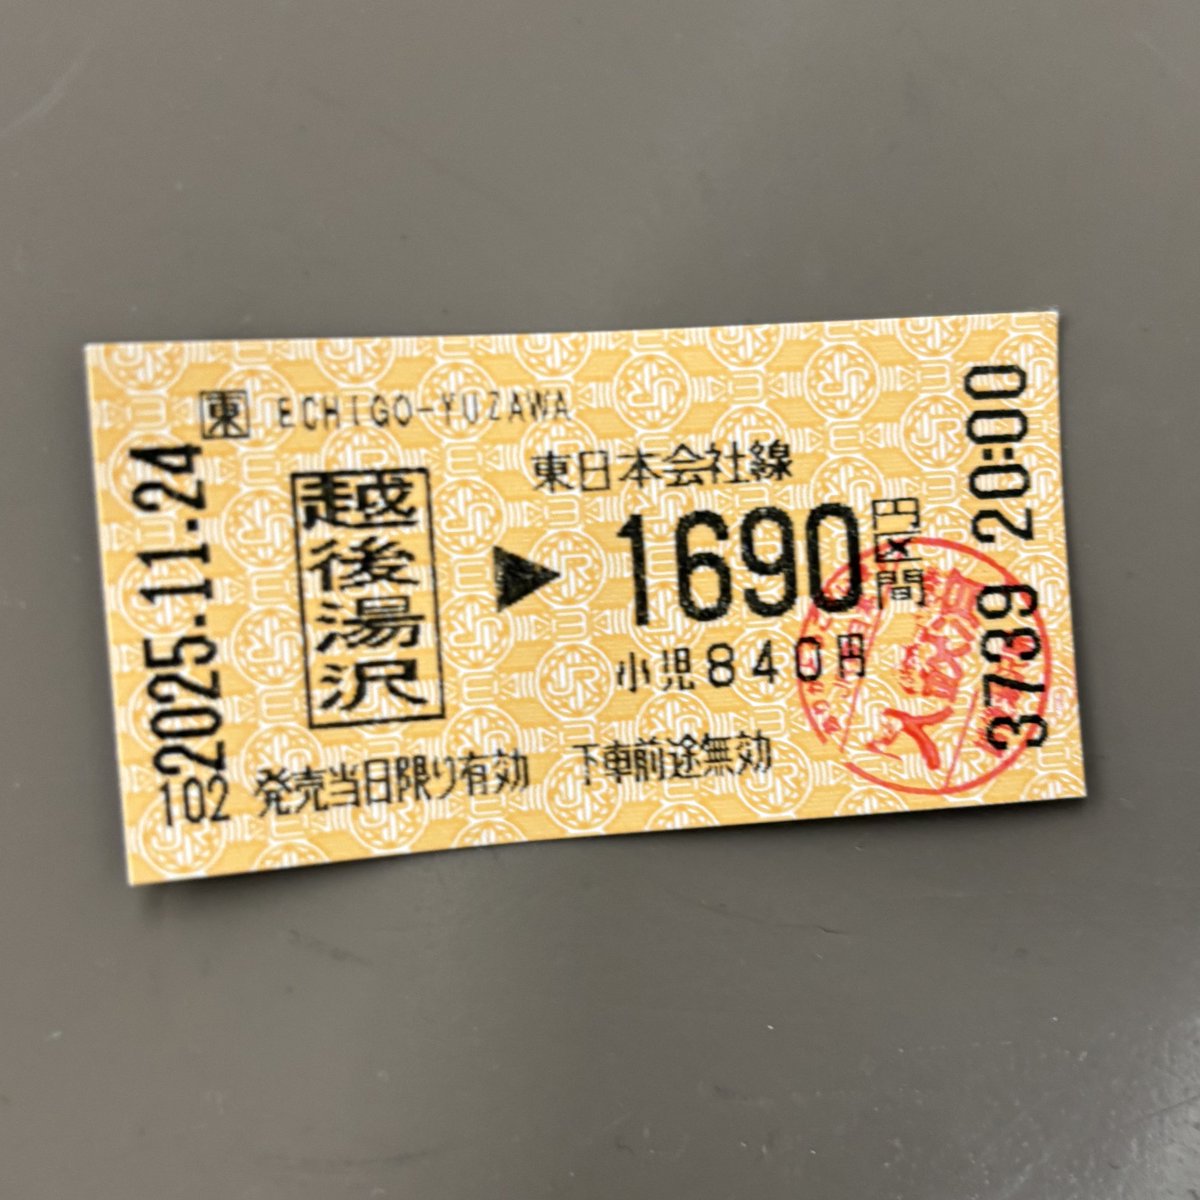 東 ECHIGO-YUZAWA
越後湯沢
東日本会社線
▶ 1690円区間
小児840円
発売当日限り有効 下車前途無効
2025.11.24
102
3739 20:00